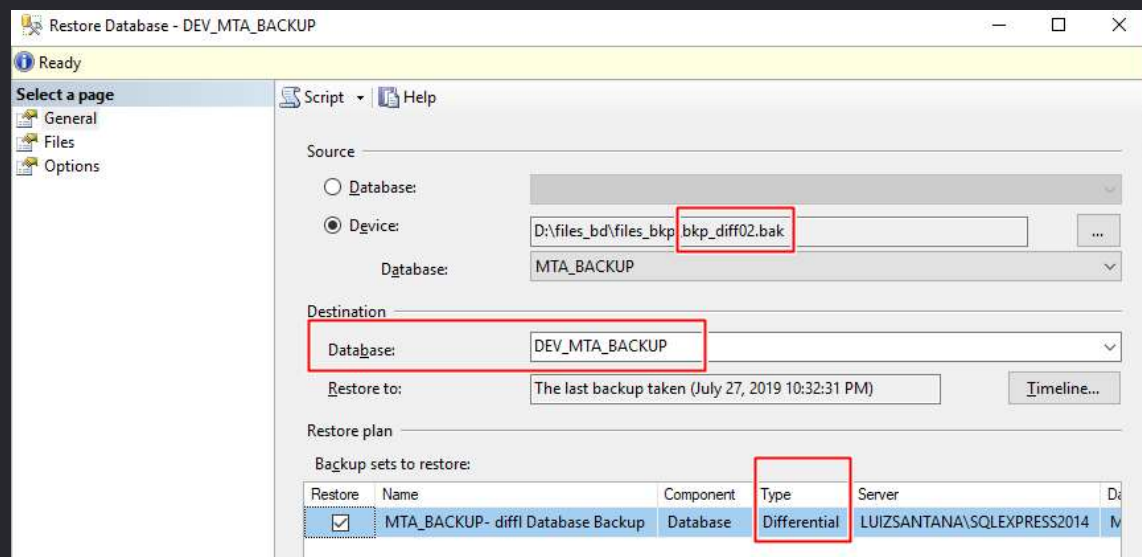 Restore Database - DEV_MTA_BACKUP
Ready
Select a page
General
Files
Options
Script
Help
Source
Database:
Device:
D:\files_bd\files_bkp\bkp_diff02.bak
...
Database:
MTA_BACKUP
Destination
Database:
DEV_MTA_BACKUP
Restore to:
The last backup taken (July 27, 2019 10:32:31 PM)
Timeline...
Restore plan
Backup sets to restore:
Restore Name Component Type Server
MTA_BACKUP- diffl Database Backup Database Differential LUIZSANTANA\SQLEXPRESS2014 M